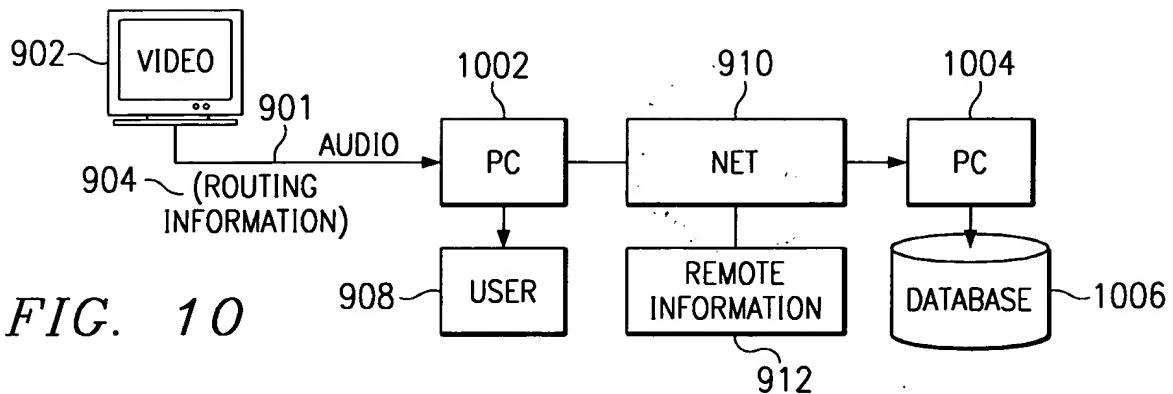 902
VIDEO
901
AUDIO
904
(ROUTING
INFORMATION)
1002
PC
910
NET
1004
PC
908
USER
REMOTE
INFORMATION
912
DATABASE
1006
FIG. 10